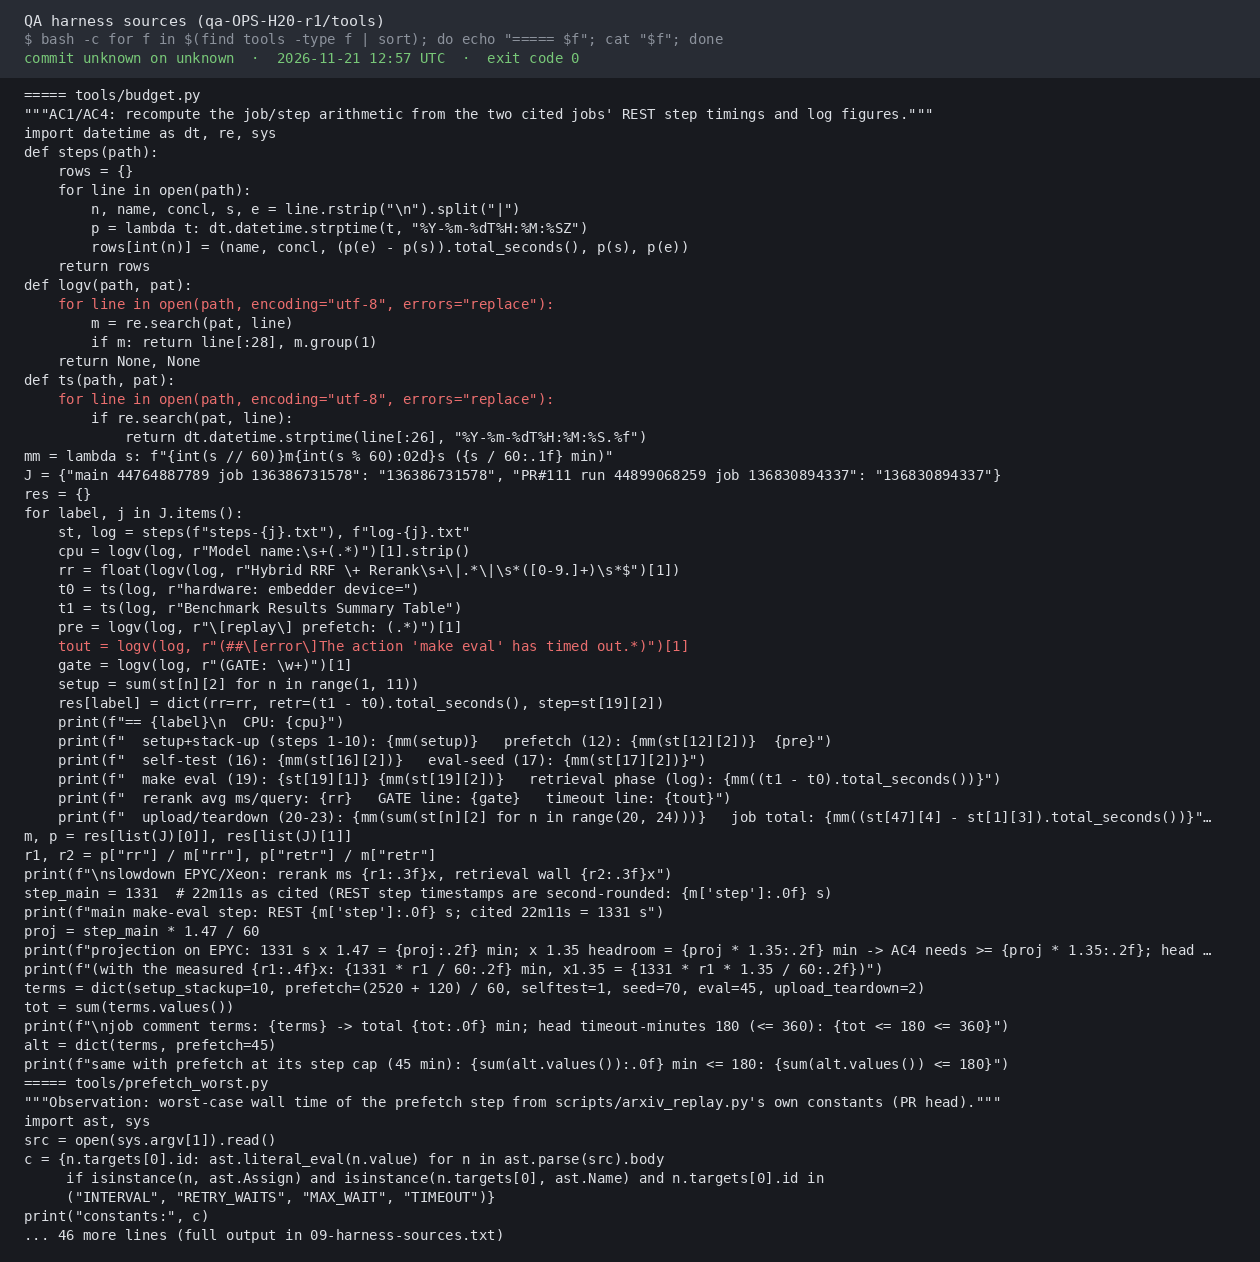 QA harness sources (qa-OPS-H20-r1/tools)
$ bash -c for f in $(find tools -type f | sort); do echo "===== $f"; cat "$f"; done
commit unknown on unknown  ·  2026-11-21 12:57 UTC  ·  exit code 0
===== tools/budget.py
"""AC1/AC4: recompute the job/step arithmetic from the two cited jobs' REST step timings and log figures."""
import datetime as dt, re, sys
def steps(path):
    rows = {}
    for line in open(path):
        n, name, concl, s, e = line.rstrip("\n").split("|")
        p = lambda t: dt.datetime.strptime(t, "%Y-%m-%dT%H:%M:%SZ")
        rows[int(n)] = (name, concl, (p(e) - p(s)).total_seconds(), p(s), p(e))
    return rows
def logv(path, pat):
    for line in open(path, encoding="utf-8", errors="replace"):
        m = re.search(pat, line)
        if m: return line[:28], m.group(1)
    return None, None
def ts(path, pat):
    for line in open(path, encoding="utf-8", errors="replace"):
        if re.search(pat, line):
            return dt.datetime.strptime(line[:26], "%Y-%m-%dT%H:%M:%S.%f")
mm = lambda s: f"{int(s // 60)}m{int(s % 60):02d}s ({s / 60:.1f} min)"
J = {"main 44764887789 job 136386731578": "136386731578", "PR#111 run 44899068259 job 136830894337": "136830894337"}
res = {}
for label, j in J.items():
    st, log = steps(f"steps-{j}.txt"), f"log-{j}.txt"
    cpu = logv(log, r"Model name:\s+(.*)")[1].strip()
    rr = float(logv(log, r"Hybrid RRF \+ Rerank\s+\|.*\|\s*([0-9.]+)\s*$")[1])
    t0 = ts(log, r"hardware: embedder device=")
    t1 = ts(log, r"Benchmark Results Summary Table")
    pre = logv(log, r"\[replay\] prefetch: (.*)")[1]
    tout = logv(log, r"(##\[error\]The action 'make eval' has timed out.*)")[1]
    gate = logv(log, r"(GATE: \w+)")[1]
    setup = sum(st[n][2] for n in range(1, 11))
    res[label] = dict(rr=rr, retr=(t1 - t0).total_seconds(), step=st[19][2])
    print(f"== {label}\n  CPU: {cpu}")
    print(f"  setup+stack-up (steps 1-10): {mm(setup)}   prefetch (12): {mm(st[12][2])}  {pre}")
    print(f"  self-test (16): {mm(st[16][2])}   eval-seed (17): {mm(st[17][2])}")
    print(f"  make eval (19): {st[19][1]} {mm(st[19][2])}   retrieval phase (log): {mm((t1 - t0).total_seconds())}")
    print(f"  rerank avg ms/query: {rr}   GATE line: {gate}   timeout line: {tout}")
    print(f"  upload/teardown (20-23): {mm(sum(st[n][2] for n in range(20, 24)))}   job total: {mm((st[47][4] - st[1][3]).total_seconds())}"…
m, p = res[list(J)[0]], res[list(J)[1]]
r1, r2 = p["rr"] / m["rr"], p["retr"] / m["retr"]
print(f"\nslowdown EPYC/Xeon: rerank ms {r1:.3f}x, retrieval wall {r2:.3f}x")
step_main = 1331  # 22m11s as cited (REST step timestamps are second-rounded: {m['step']:.0f} s)
print(f"main make-eval step: REST {m['step']:.0f} s; cited 22m11s = 1331 s")
proj = step_main * 1.47 / 60
print(f"projection on EPYC: 1331 s x 1.47 = {proj:.2f} min; x 1.35 headroom = {proj * 1.35:.2f} min -> AC4 needs >= {proj * 1.35:.2f}; head …
print(f"(with the measured {r1:.4f}x: {1331 * r1 / 60:.2f} min, x1.35 = {1331 * r1 * 1.35 / 60:.2f})")
terms = dict(setup_stackup=10, prefetch=(2520 + 120) / 60, selftest=1, seed=70, eval=45, upload_teardown=2)
tot = sum(terms.values())
print(f"\njob comment terms: {terms} -> total {tot:.0f} min; head timeout-minutes 180 (<= 360): {tot <= 180 <= 360}")
alt = dict(terms, prefetch=45)
print(f"same with prefetch at its step cap (45 min): {sum(alt.values()):.0f} min <= 180: {sum(alt.values()) <= 180}")
===== tools/prefetch_worst.py
"""Observation: worst-case wall time of the prefetch step from scripts/arxiv_replay.py's own constants (PR head)."""
import ast, sys
src = open(sys.argv[1]).read()
c = {n.targets[0].id: ast.literal_eval(n.value) for n in ast.parse(src).body
     if isinstance(n, ast.Assign) and isinstance(n.targets[0], ast.Name) and n.targets[0].id in
     ("INTERVAL", "RETRY_WAITS", "MAX_WAIT", "TIMEOUT")}
print("constants:", c)
... 46 more lines (full output in 09-harness-sources.txt)